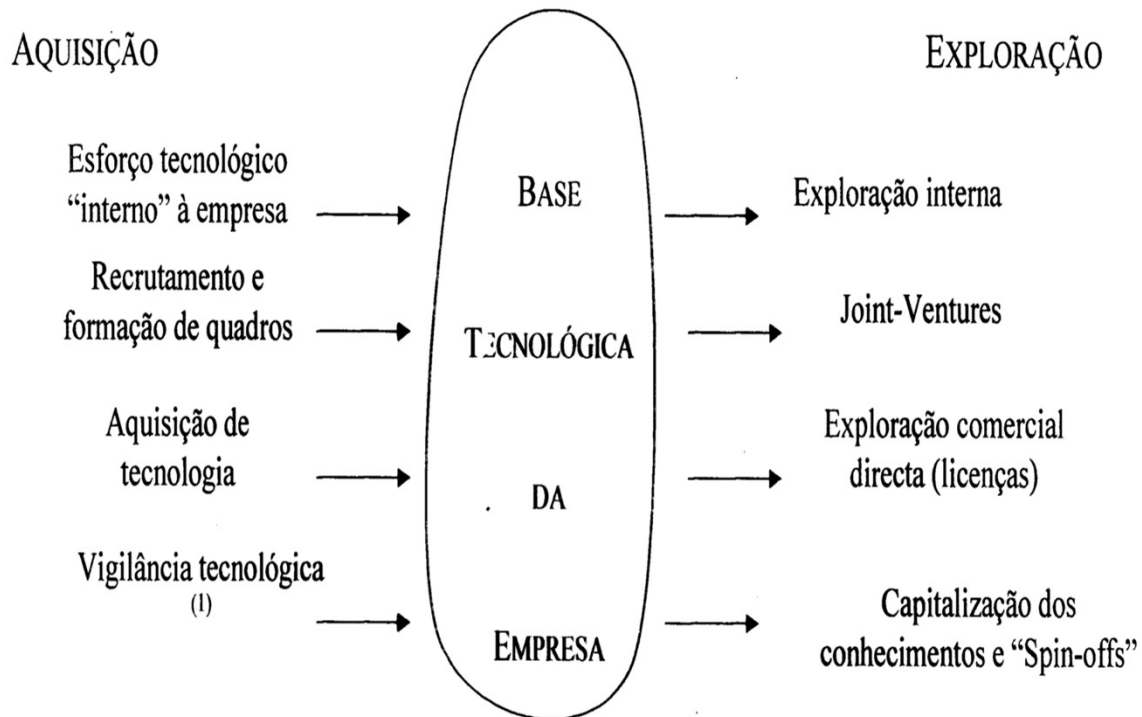 AQUISIÇÃO
Esforço tecnológico
“interno” à empresa
Recrutamento e
formação de quadros
Aquisição de
tecnologia
Vigilância tecnológica
(1)
BASE
TECNOLÓGICA
DA
EMPRESA
EXPLORAÇÃO
Exploração interna
Joint-Ventures
Exploração comercial
directa (licenças)
Capitalização dos
conhecimentos e “Spin-offs”